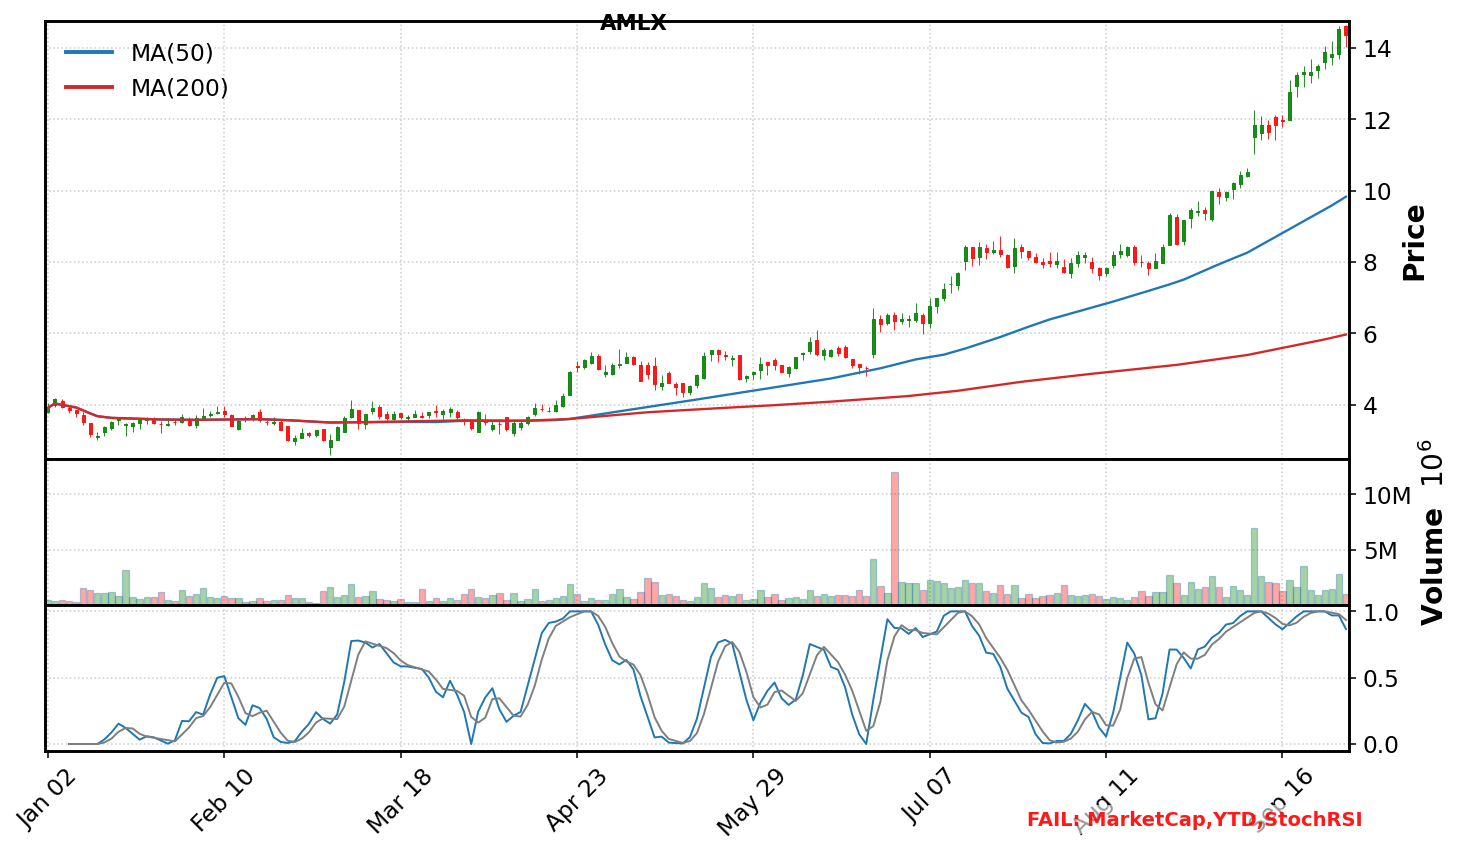 AMLX
MA(50)
MA(200)
14
12
10
8
6
4
Price
10M
5M
Volume 10^6
1.0
0.5
0.0
Jan 02
Feb 10
Mar 18
Apr 23
May 29
Jul 07
Aug 11
Sep 16
FAIL: MarketCap,YTD,StochRSI